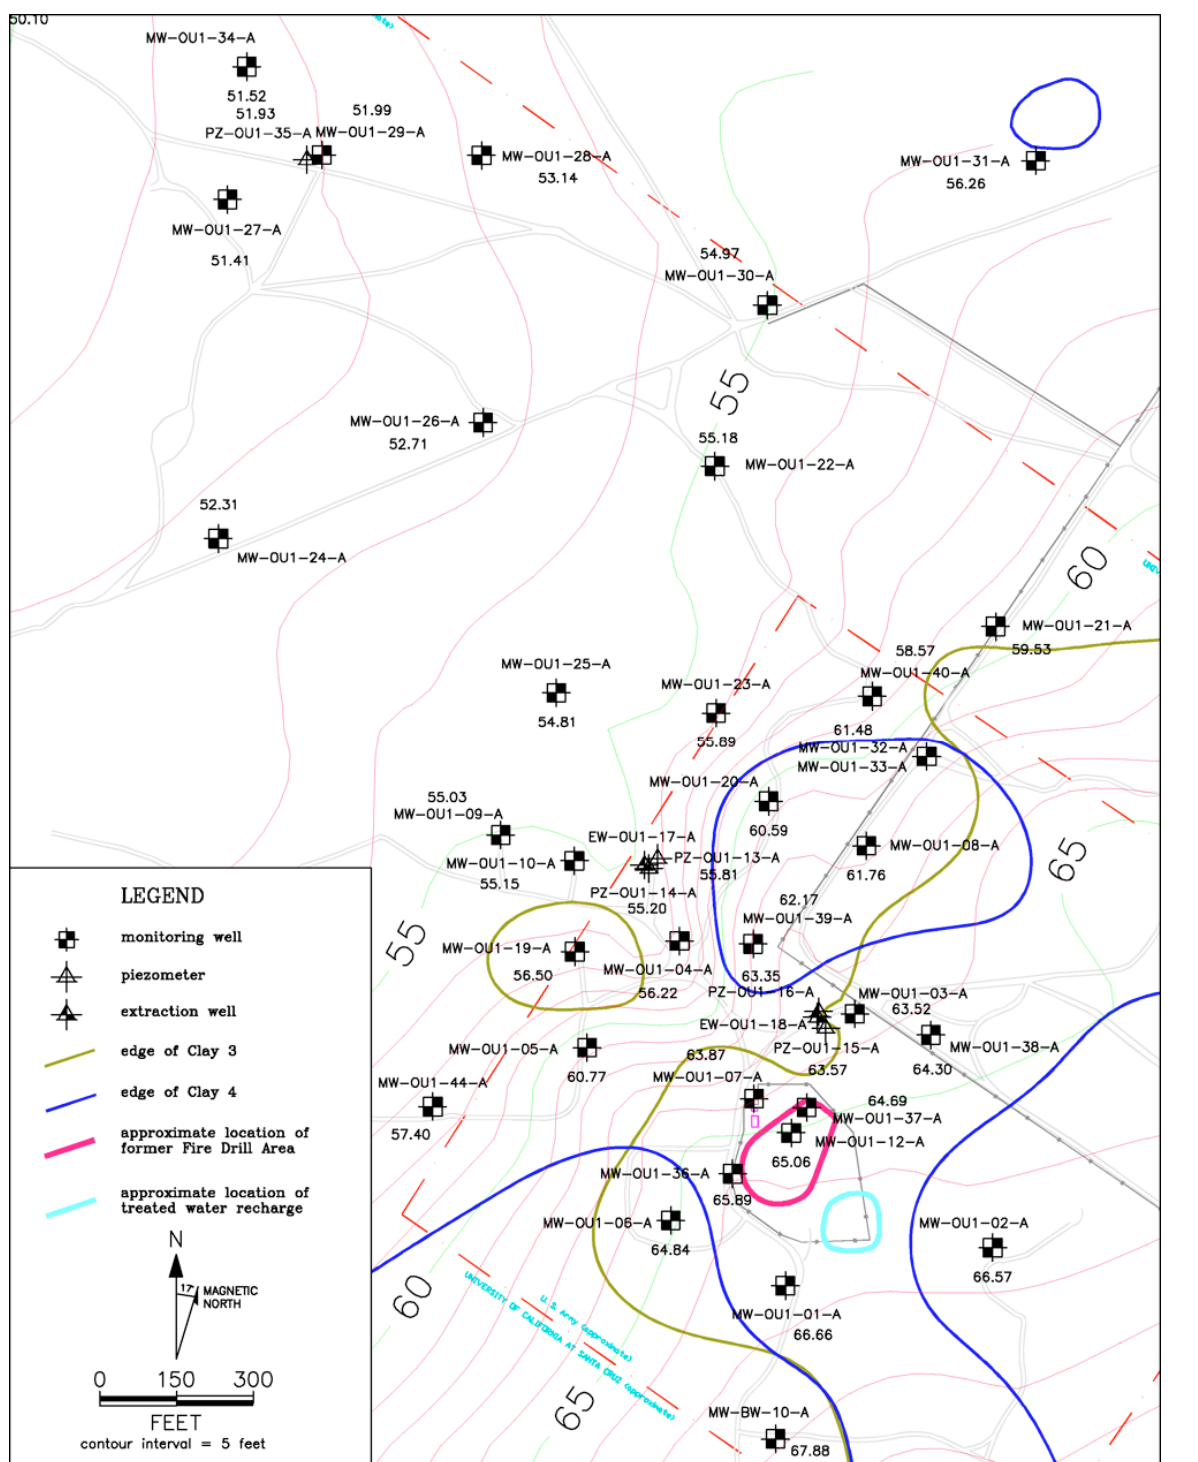 50.10
MW-OU1-34-A
51.52
51.93
51.99
PZ-OU1-35-A
MW-OU1-29-A
MW-OU1-28-A
53.14
MW-OU1-31-A
56.26
MW-OU1-27-A
51.41
54.97
MW-OU1-30-A
55
MW-OU1-26-A
52.71
55.18
MW-OU1-22-A
52.31
MW-OU1-24-A
60
MW-OU1-21-A
59.53
58.57
MW-OU1-40-A
MW-OU1-25-A
54.81
MW-OU1-23-A
55.89
61.48
MW-OU1-32-A
MW-OU1-33-A
MW-OU1-20-A
60.59
55.03
MW-OU1-09-A
EW-OU1-17-A
MW-OU1-08-A
61.76
65
MW-OU1-10-A
55.15
PZ-OU1-13-A
55.81
PZ-OU1-14-A
55.20
62.17
MW-OU1-39-A
63.35
55
MW-OU1-19-A
56.50
MW-OU1-04-A
56.22
PZ-OU1-16-A
MW-OU1-03-A
63.52
EW-OU1-18-A
PZ-OU1-15-A
63.57
MW-OU1-38-A
64.30
MW-OU1-05-A
60.77
63.87
MW-OU1-07-A
MW-OU1-44-A
57.40
64.69
MW-OU1-37-A
MW-OU1-12-A
65.06
MW-OU1-36-A
65.89
MW-OU1-06-A
64.84
MW-OU1-02-A
66.57
MW-OU1-01-A
66.66
60
U. S. Army (approximate)
UNIVERSITY OF CALIFORNIA AT SANTA CRUZ (approximate)
65
MW-BW-10-A
67.88
LEGEND
monitoring well
piezometer
extraction well
edge of Clay 3
edge of Clay 4
approximate location of
former Fire Drill Area
approximate location of
treated water recharge
N
17°
MAGNETIC
NORTH
0 150 300
FEET
contour interval = 5 feet